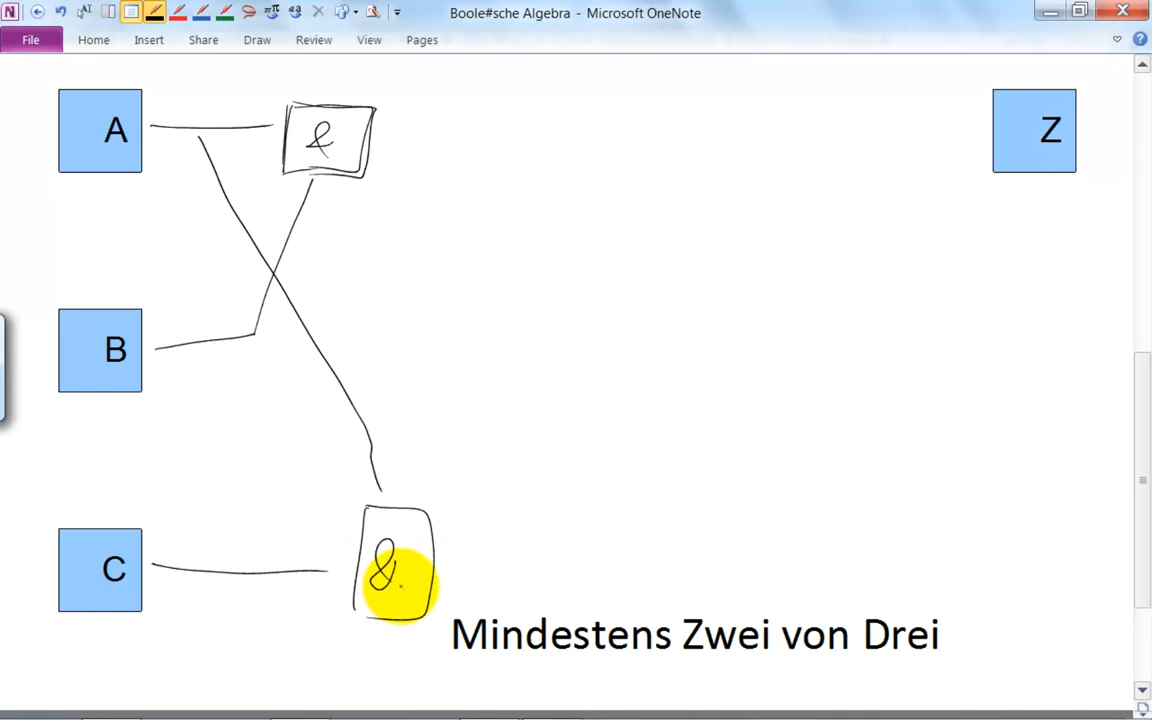 Boole#sche Algebra - Microsoft OneNote
File Home Insert Share Draw Review View Pages
A & Z
B
C &
Mindestens Zwei von Drei